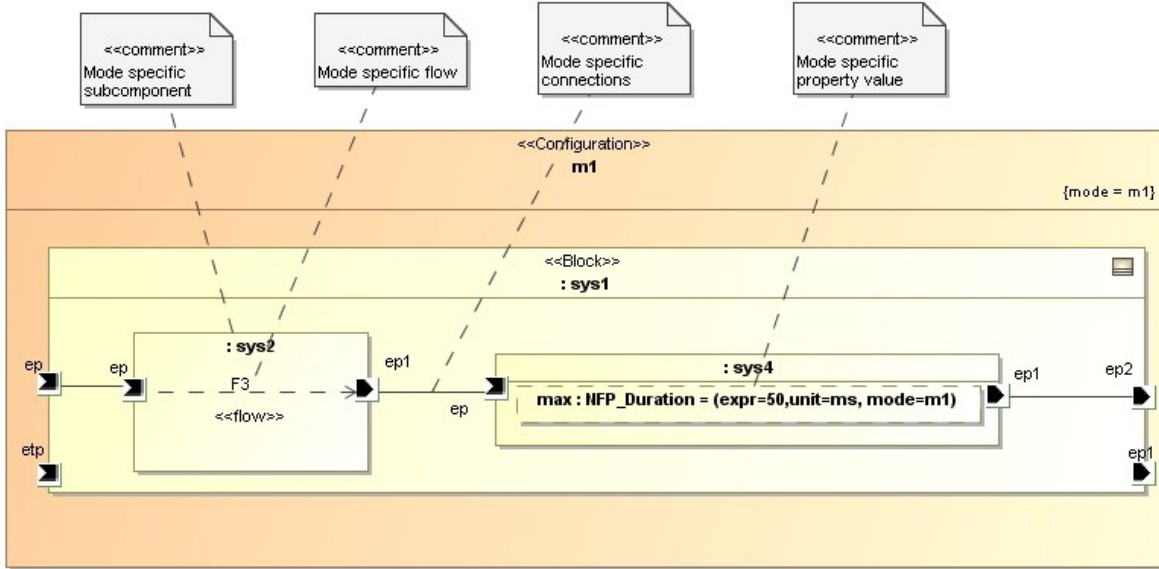 <<comment>>
Mode specific
subcomponent
<<comment>>
Mode specific flow
<<comment>>
Mode specific
connections
<<comment>>
Mode specific
property value
<<Configuration>>
m1
{mode = m1}
<<Block>>
: sys1
: sys2
ep
ep
F3
<<flow>>
ep1
ep
: sys4
max : NFP_Duration = (expr=50,unit=ms, mode=m1)
ep1
ep2
etp
ep1